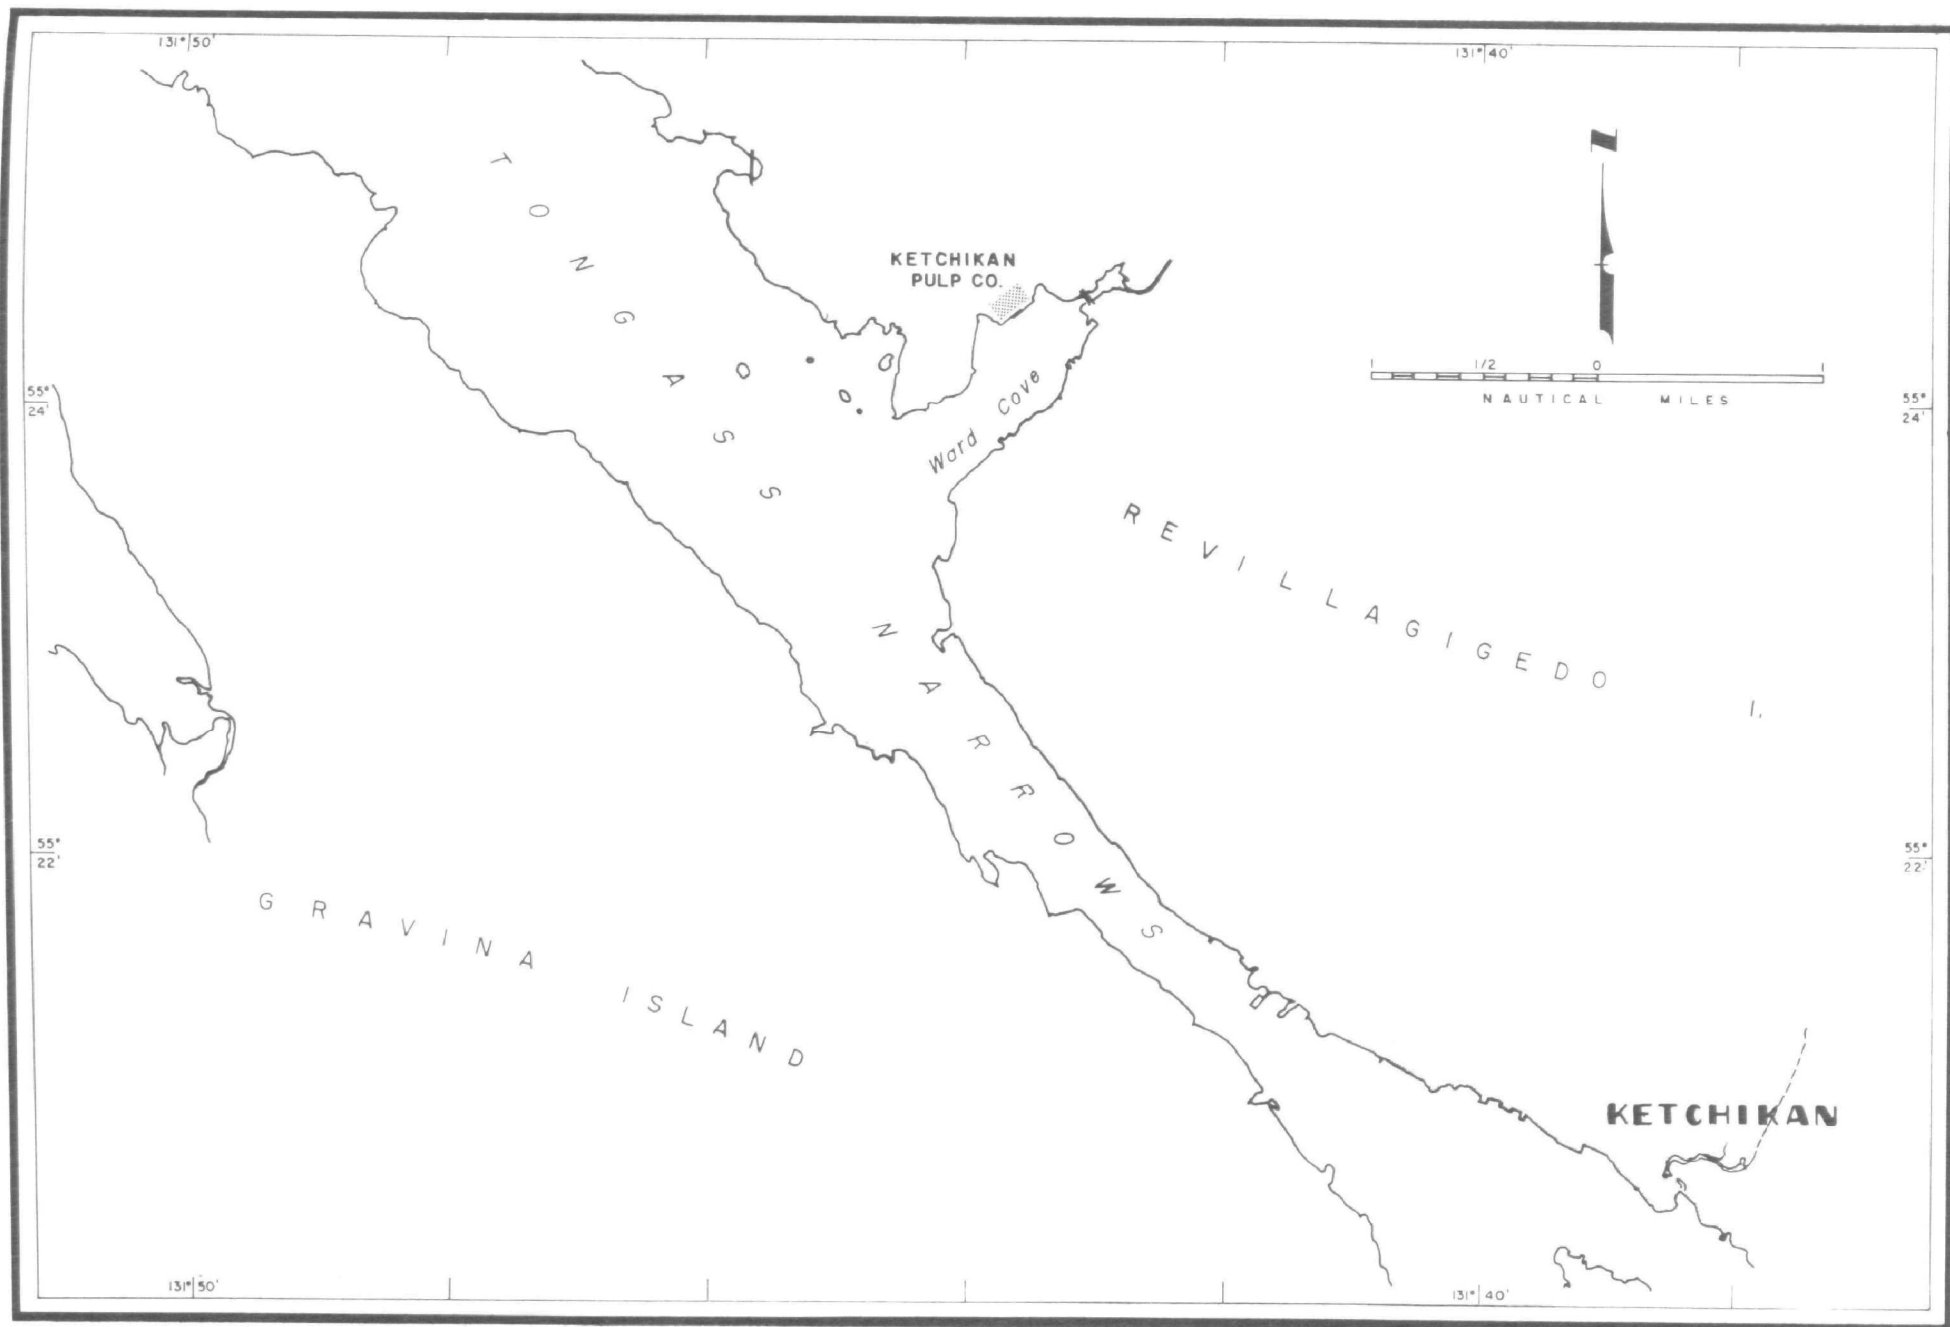 131° 50'
131° 40'
TONGASS NARROWS
KETCHIKAN
PULP CO.
1 1/2 0 1
NAUTICAL MILES
N
55°
24'
55°
24'
Ward Cove
REVILLAGIGEDO I.
55°
22'
55°
22'
GRAVINA ISLAND
KETCHIKAN
131° 50'
131° 40'